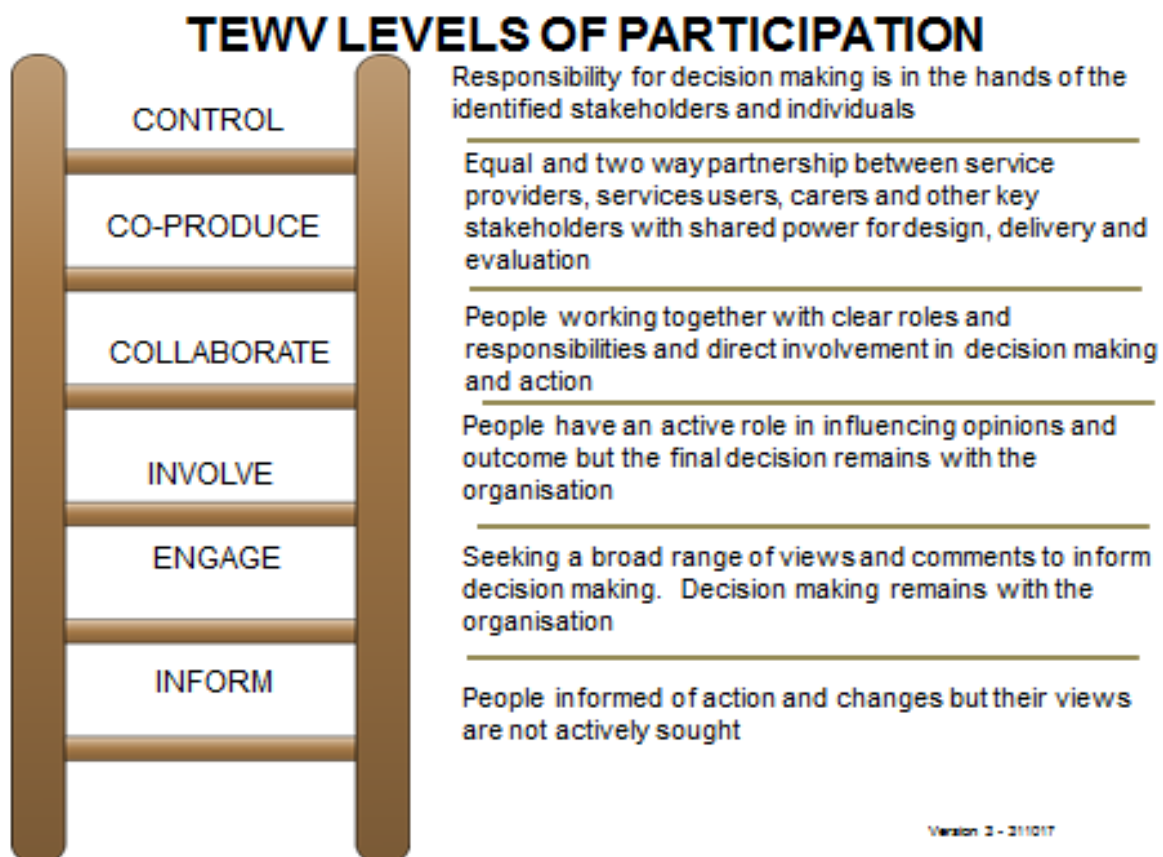 TEWV LEVELS OF PARTICIPATION
CONTROL
Responsibility for decision making is in the hands of the
identified stakeholders and individuals
CO-PRODUCE
Equal and two way partnership between service
providers, services users, carers and other key
stakeholders with shared power for design, delivery and
evaluation
COLLABORATE
People working together with clear roles and
responsibilities and direct involvement in decision making
and action
INVOLVE
People have an active role in influencing opinions and
outcome but the final decision remains with the
organisation
ENGAGE
Seeking a broad range of views and comments to inform
decision making. Decision making remains with the
organisation
INFORM
People informed of action and changes but their views
are not actively sought
Version